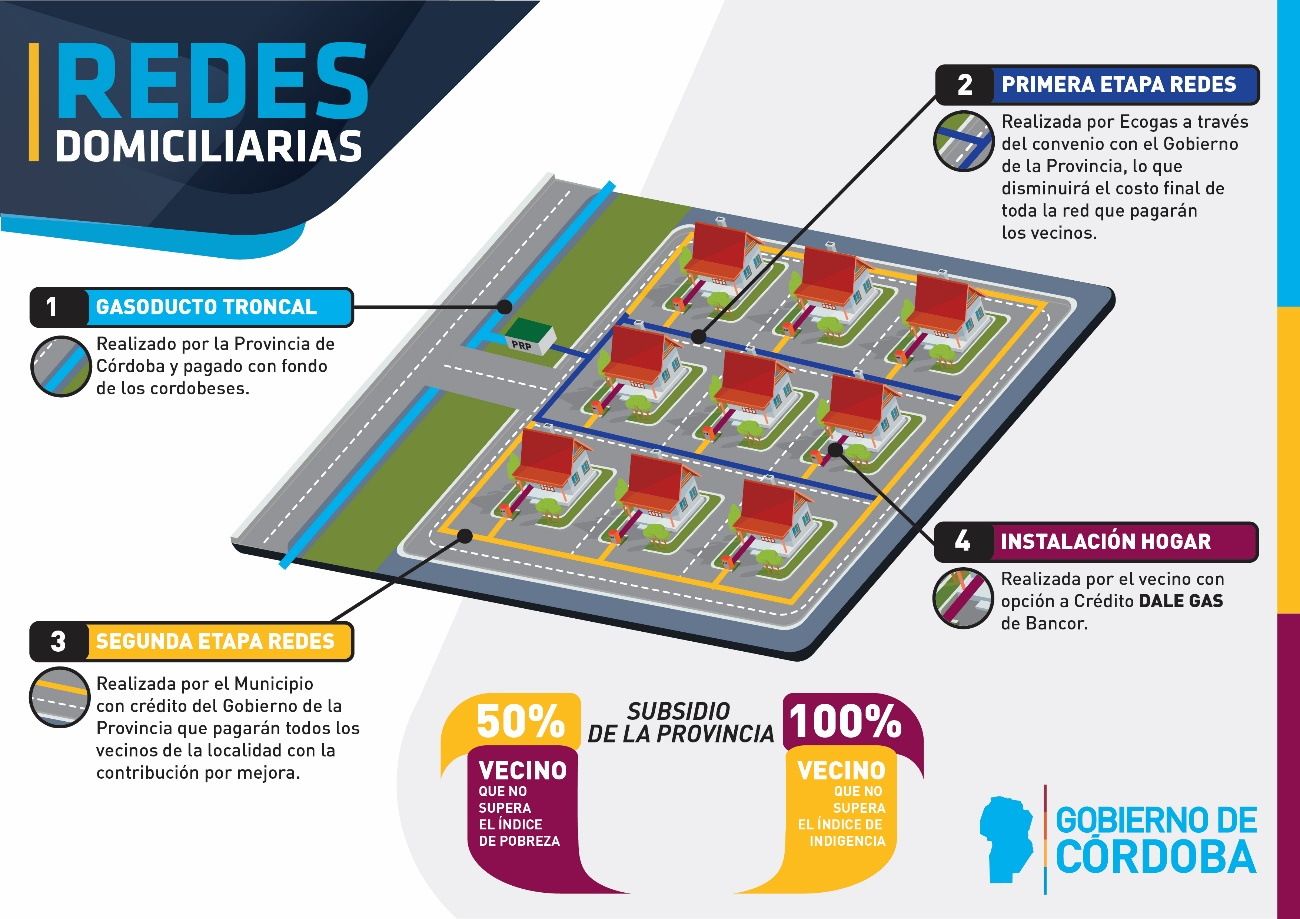 REDES
DOMICILIARIAS
1 GASODUCTO TRONCAL
Realizado por la Provincia de
Córdoba y pagado con fondo
de los cordobeses.
2 PRIMERA ETAPA REDES
Realizada por Ecogas a través
del convenio con el Gobierno
de la Provincia, lo que
disminuirá el costo final de
toda la red que pagarán
los vecinos.
PRP
3 SEGUNDA ETAPA REDES
Realizada por el Municipio
con crédito del Gobierno de la
Provincia que pagarán todos los
vecinos de la localidad con la
contribución por mejora.
4 INSTALACIÓN HOGAR
Realizada por el vecino con
opción a Crédito DALE GAS
de Bancor.
SUBSIDIO
DE LA PROVINCIA
50%
VECINO
QUE NO
SUPERA
EL ÍNDICE
DE POBREZA
100%
VECINO
QUE NO
SUPERA
EL ÍNDICE DE
INDIGENCIA
GOBIERNO DE
CÓRDOBA